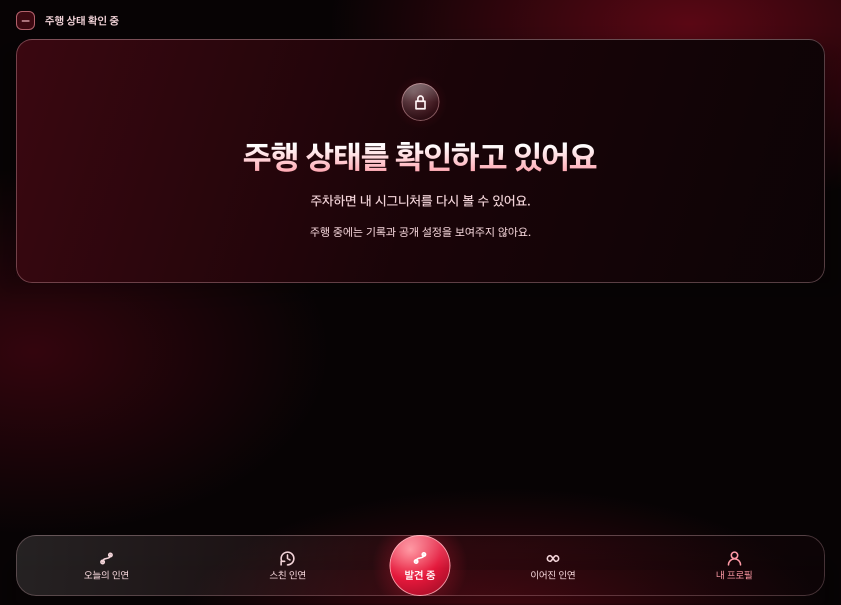 주행 상태 확인 중
주행 상태를 확인하고 있어요
주차하면 내 시그니처를 다시 볼 수 있어요.
주행 중에는 기록과 공개 설정을 보여주지 않아요.
오늘의 인연
스친 인연
발견 중
이어진 인연
내 프로필